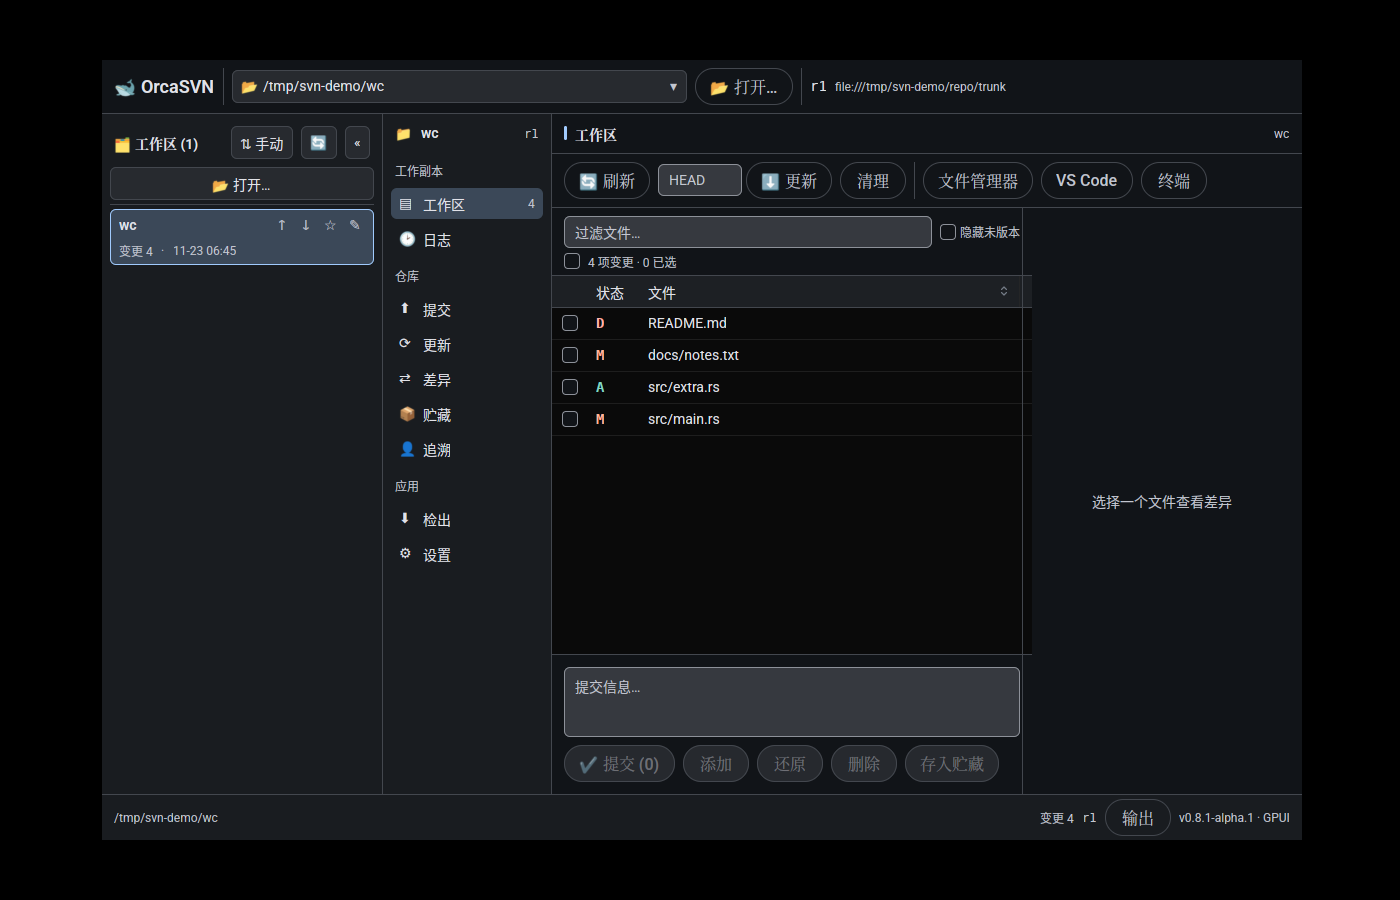 OrcaSVN
/tmp/svn-demo/wc
打开...
r1
file:///tmp/svn-demo/repo/trunk
工作区 (1)
手动
«
打开...
wc
变更 4 · 11-23 06:45
wc
r1
工作副本
工作区
4
日志
仓库
提交
更新
差异
贮藏
追溯
应用
检出
设置
工作区
wc
刷新
HEAD
更新
清理
文件管理器
VS Code
终端
过滤文件...
隐藏未版本
4 项变更 · 0 已选
状态 文件
D README.md
M docs/notes.txt
A src/extra.rs
M src/main.rs
选择一个文件查看差异
提交信息...
提交 (0)
添加
还原
删除
存入贮藏
/tmp/svn-demo/wc
变更 4
r1
输出
v0.8.1-alpha.1 · GPUI